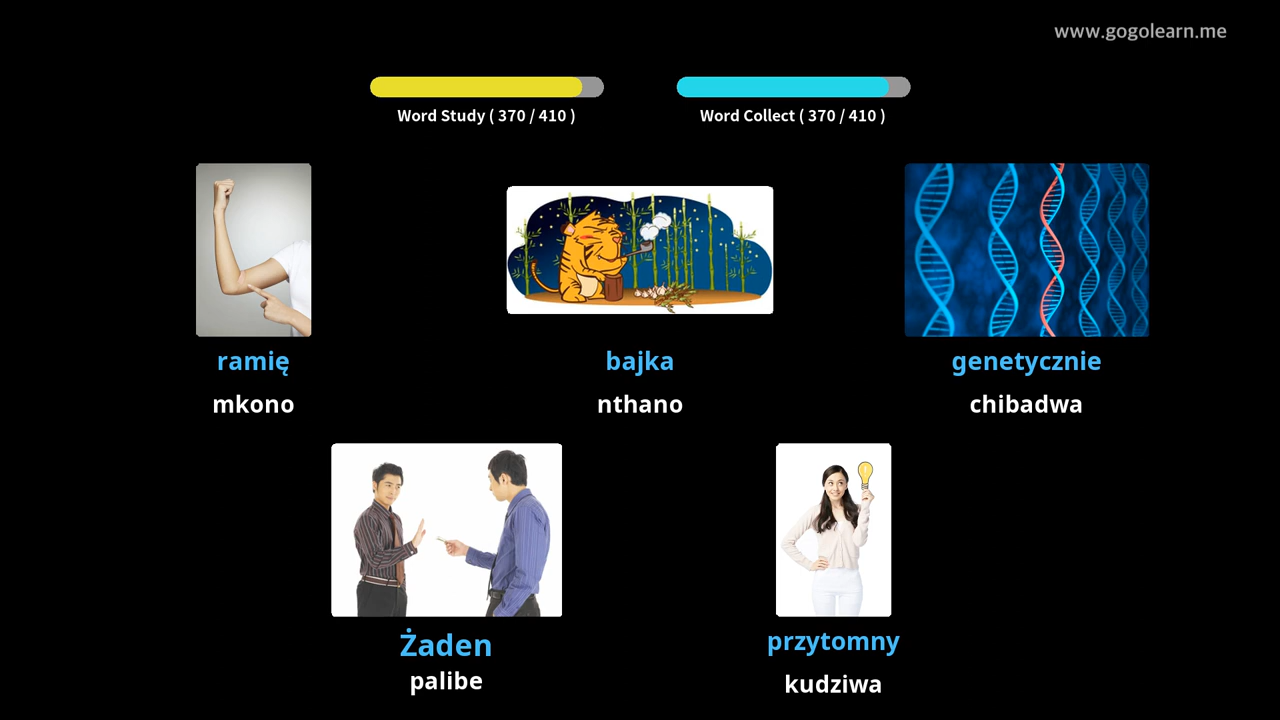 www.gogolearn.me
Word Study ( 370 / 410 )
Word Collect ( 370 / 410 )
ramię
mkono
bajka
nthano
genetycznie
chibadwa
Żaden
palibe
przytomny
kudziwa